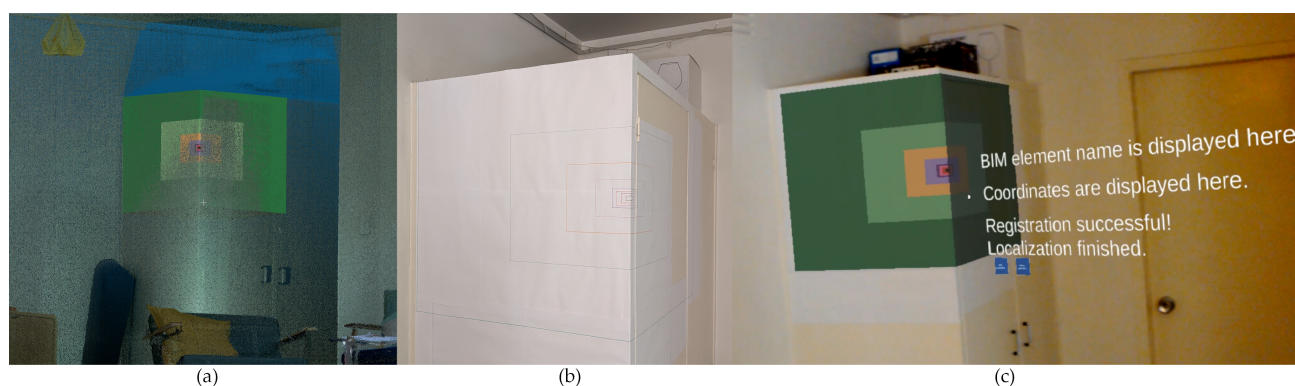 BIM element name is displayed here
Coordinates are displayed here.
Registration successful!
Localization finished.
(a)
(b)
(c)